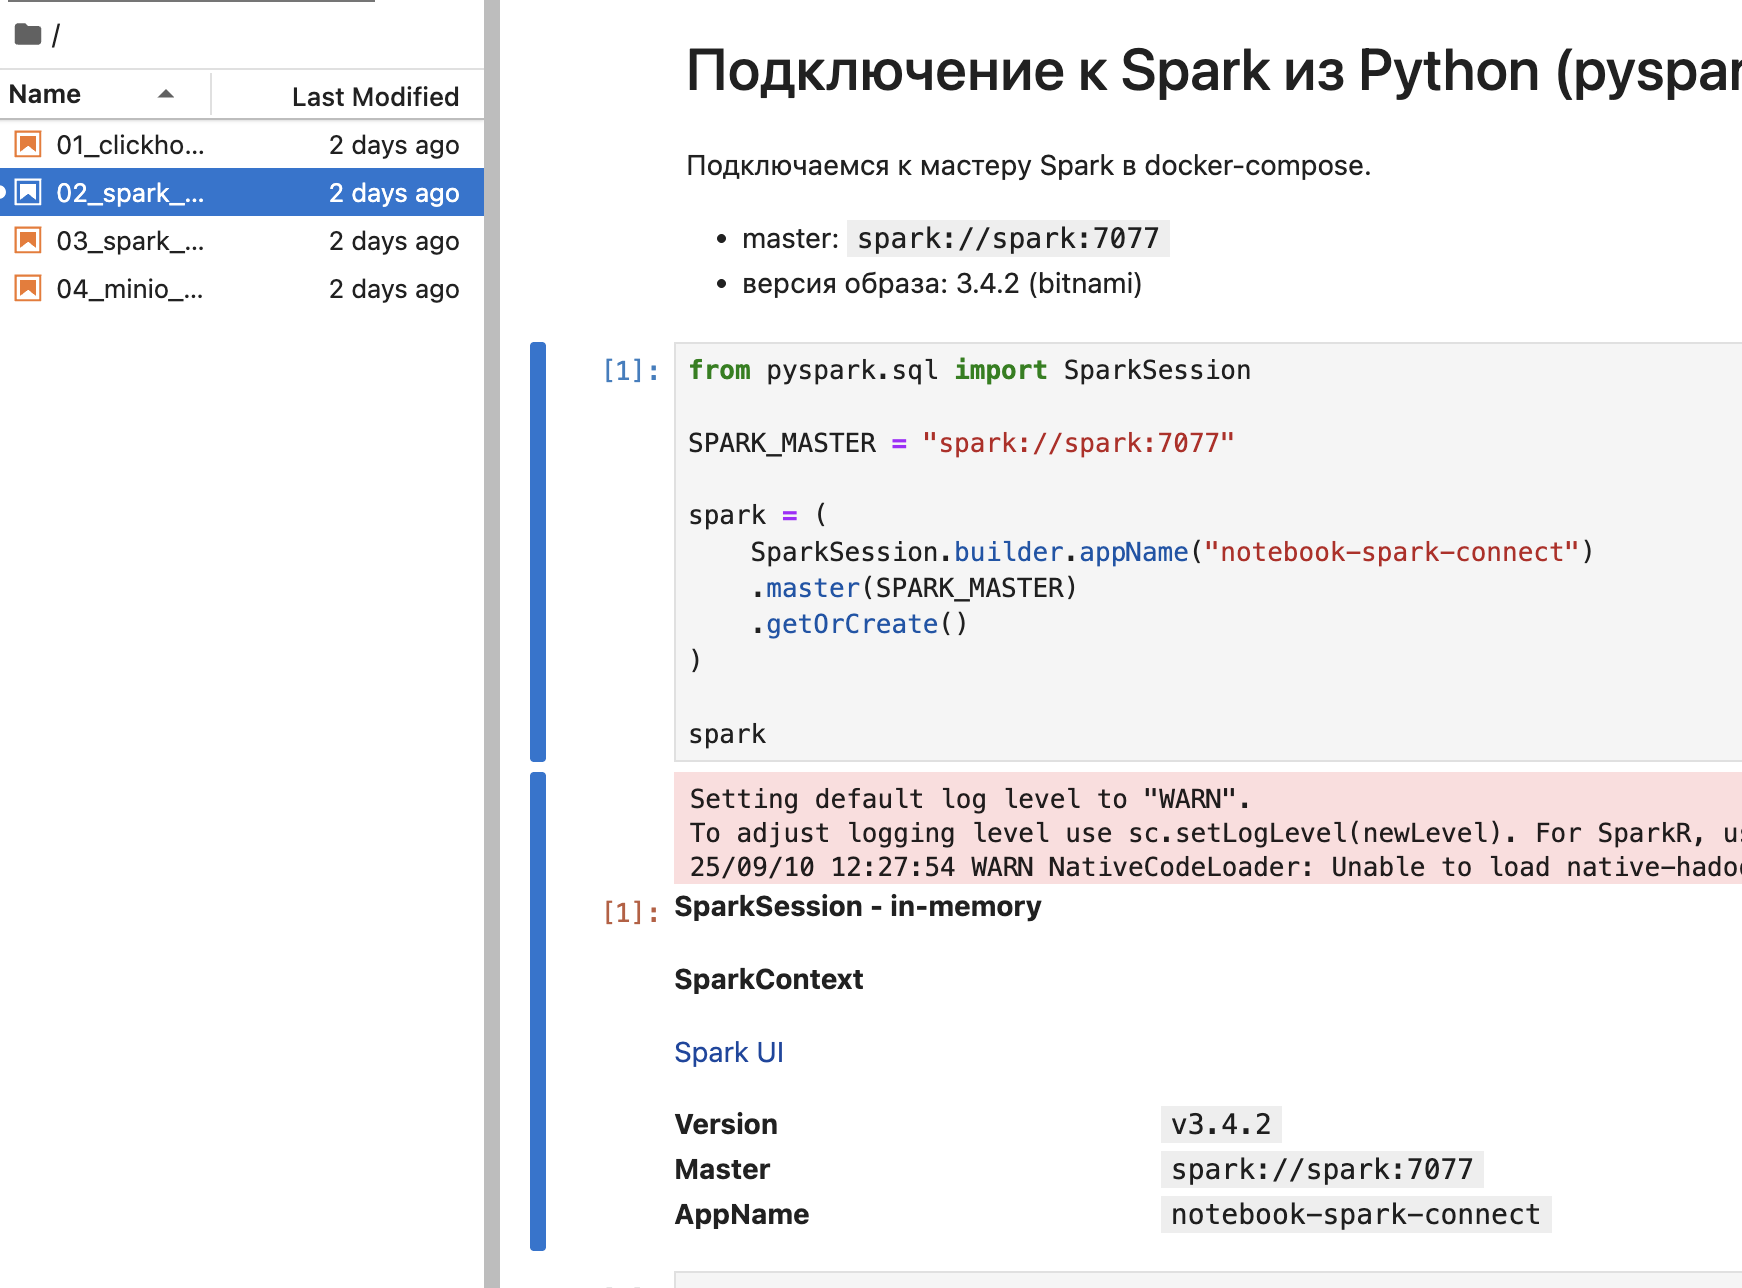 /
Name
Last Modified
01_clickho...
2 days ago
02_spark_...
2 days ago
03_spark_...
2 days ago
04_minio_...
2 days ago
Подключение к Spark из Python (pyspar
Подключаемся к мастеру Spark в docker-compose.
• master: spark://spark:7077
• версия образа: 3.4.2 (bitnami)
[1]:
from pyspark.sql import SparkSession
SPARK_MASTER = "spark://spark:7077"
spark = (
    SparkSession.builder.appName("notebook-spark-connect")
    .master(SPARK_MASTER)
    .getOrCreate()
)
spark
Setting default log level to "WARN".
To adjust logging level use sc.setLogLevel(newLevel). For SparkR, us
25/09/10 12:27:54 WARN NativeCodeLoader: Unable to load native-hadoo
[1]:
SparkSession - in-memory
SparkContext
Spark UI
Version v3.4.2
Master spark://spark:7077
AppName notebook-spark-connect